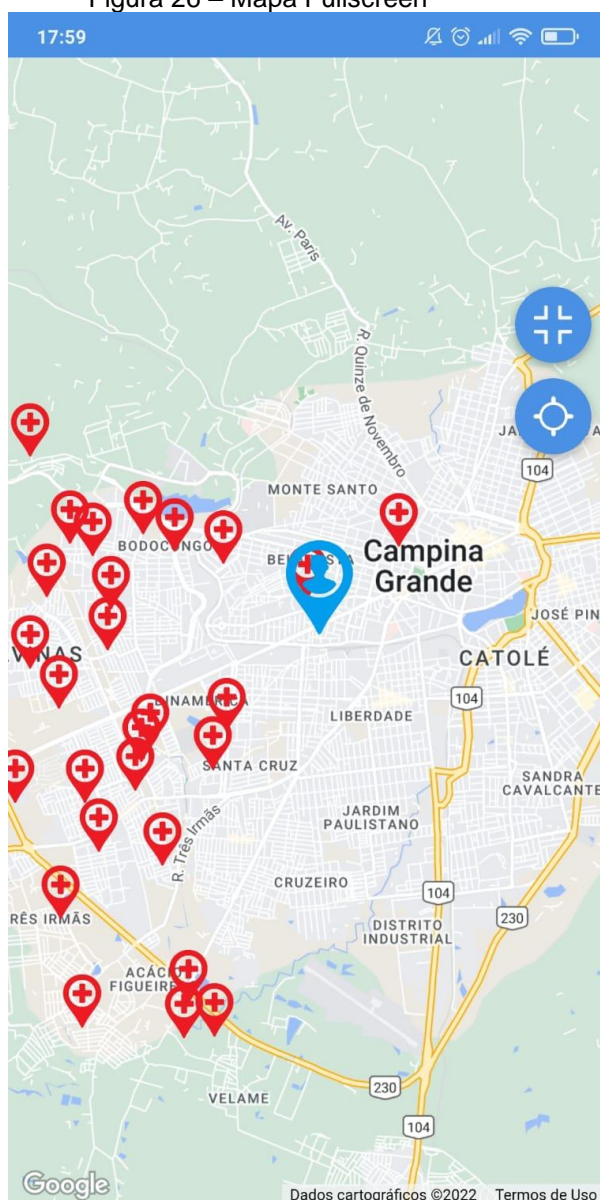 Figura 26 – Mapa Fullscreen
17:59
Av. Paris
R. Quinze de Novembro
104
MONTE SANTO
BODOCONGO
Campina
Grande
JOSÉ PIN
CATOLÉ
104
LIBERDADE
SANTA CRUZ
SANDRA
CAVALCANTE
JARDIM
PAULISTANO
R. Três Irmãs
CRUZEIRO
104
230
RÊS IRMÃS
DISTRITO
INDUSTRIAL
ACÁCIO
FIGUEIRE
230
VELAME
104
Google
Dados cartográficos ©2022 Termos de Uso